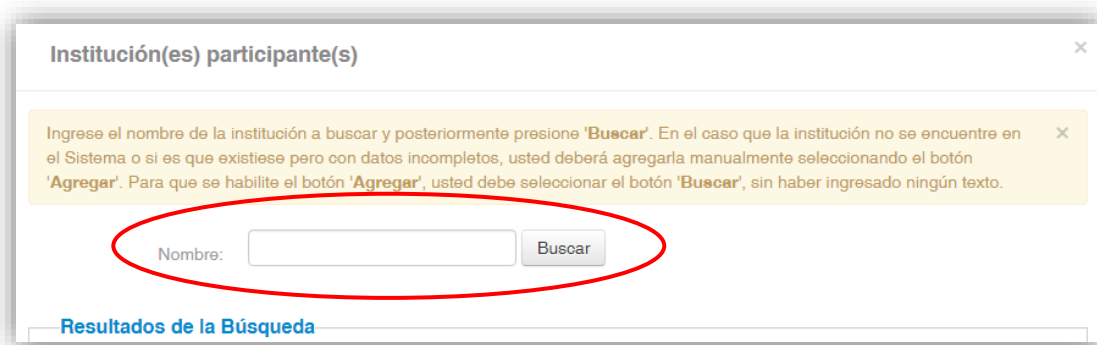 Institución(es) participante(s)
×
Ingrese el nombre de la institución a buscar y posteriormente presione 'Buscar'. En el caso que la institución no se encuentre en
×
el Sistema o si es que existiese pero con datos incompletos, usted deberá agregarla manualmente seleccionando el botón
'Agregar'. Para que se habilite el botón 'Agregar', usted debe seleccionar el botón 'Buscar', sin haber ingresado ningún texto.
Nombre:
Buscar
Resultados de la Búsqueda